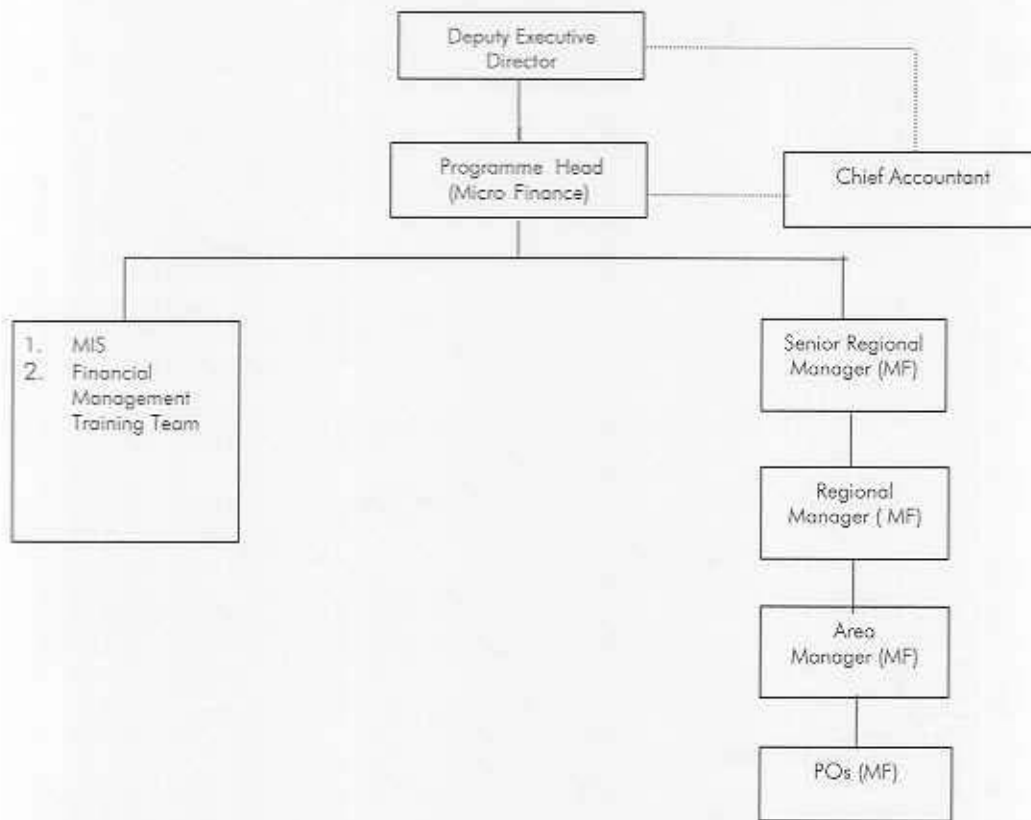 Deputy Executive
Director
Programme Head
(Micro Finance)
Chief Accountant
1. MIS
2. Financial
Management
Training Team
Senior Regional
Manager (MF)
Regional
Manager ( MF)
Area
Manager (MF)
POs (MF)